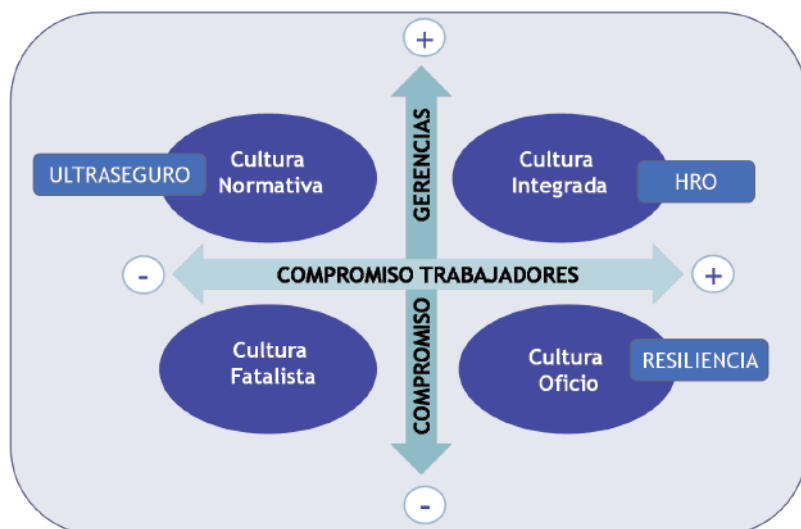 +
GERENCIAS
Cultura
Normativa
ULTRASEGURO
Cultura
Integrada
HRO
-
COMPROMISO TRABAJADORES
+
Cultura
Fatalista
COMPROMISO
Cultura
Oficio
RESILIENCIA
-